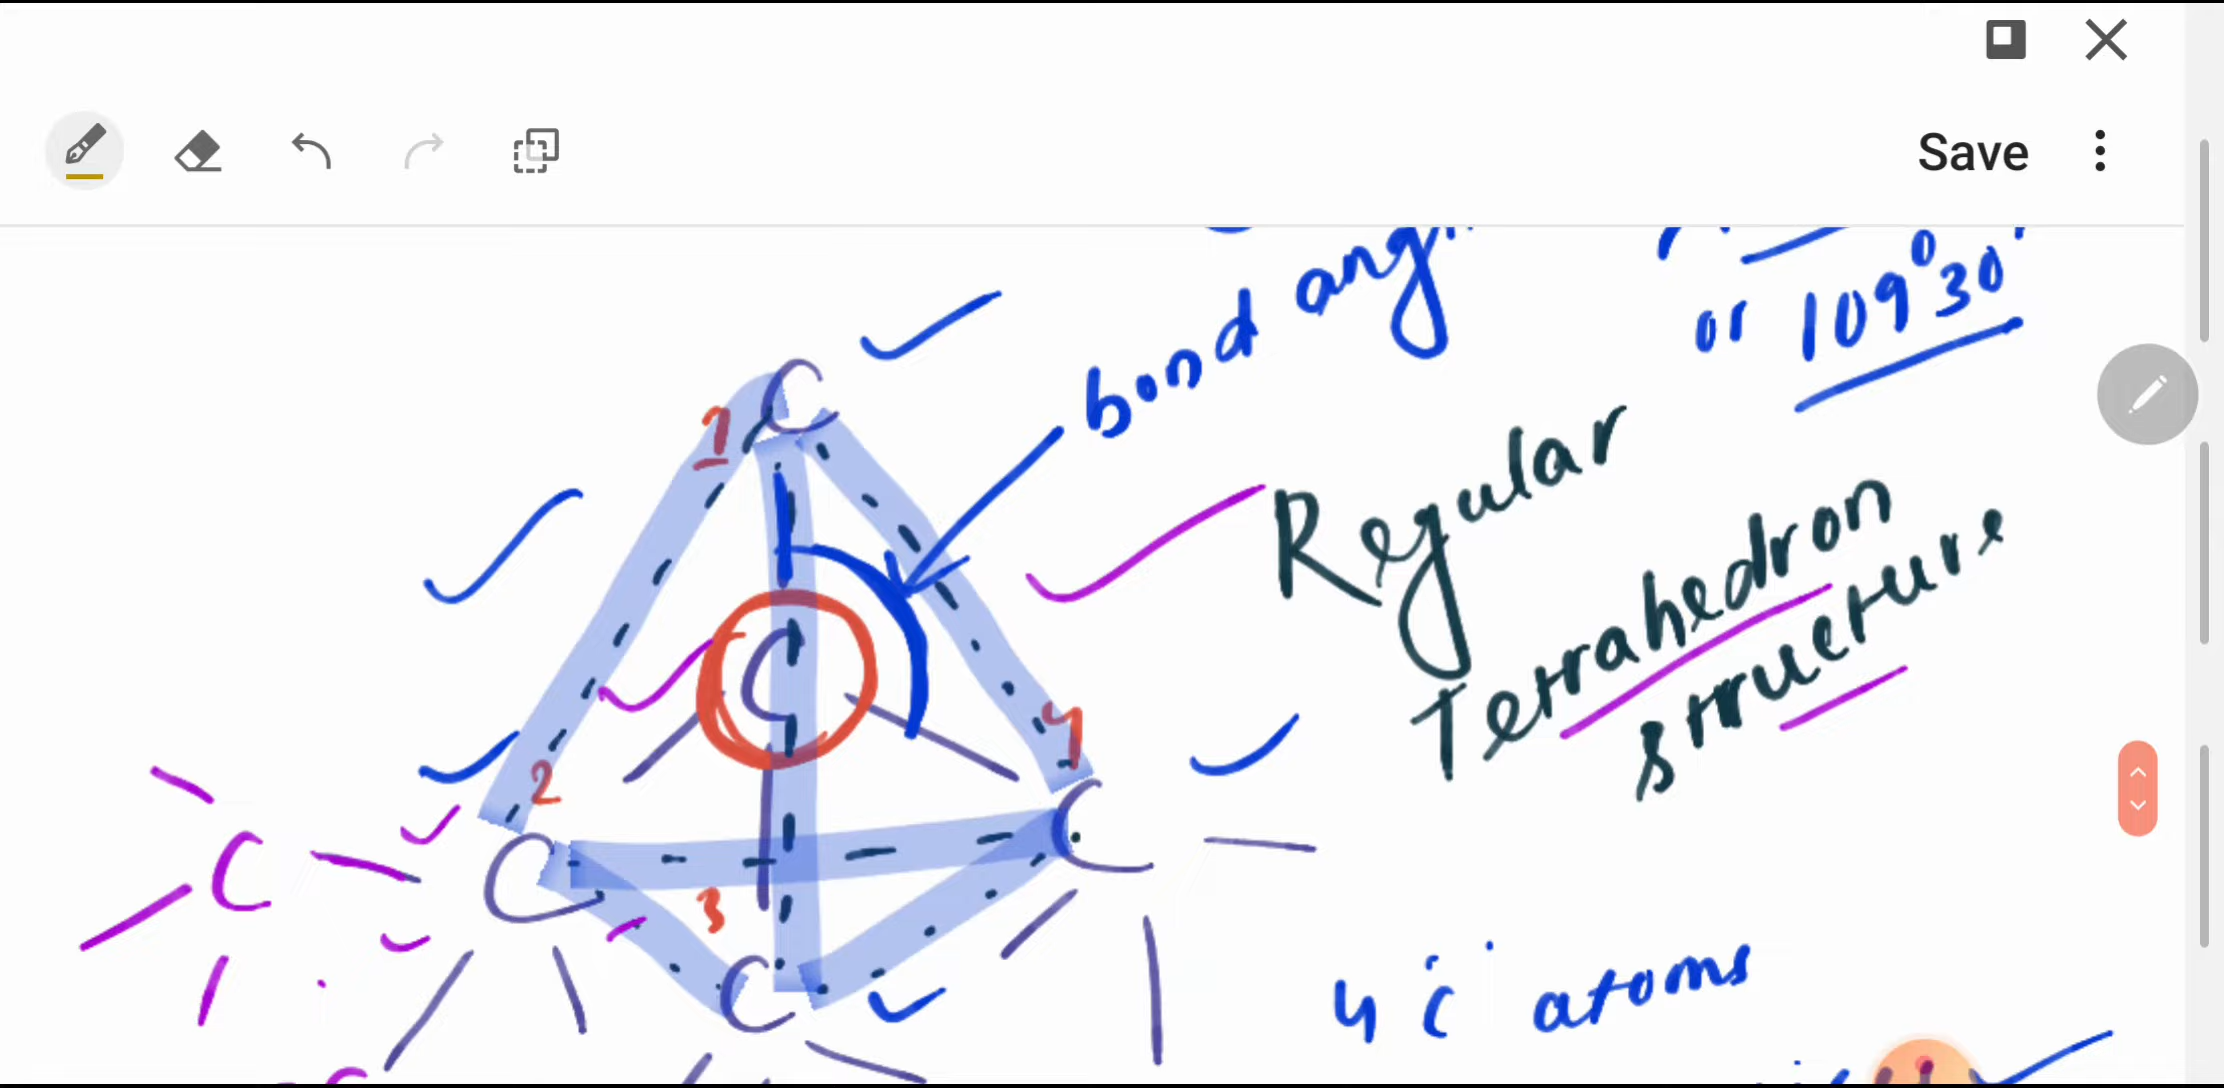 Save
bond ang
or 109°30'
Regular
Tetrahedron
structure
C
1
C
2
4
C
C
C
3
C
4 'C' atoms